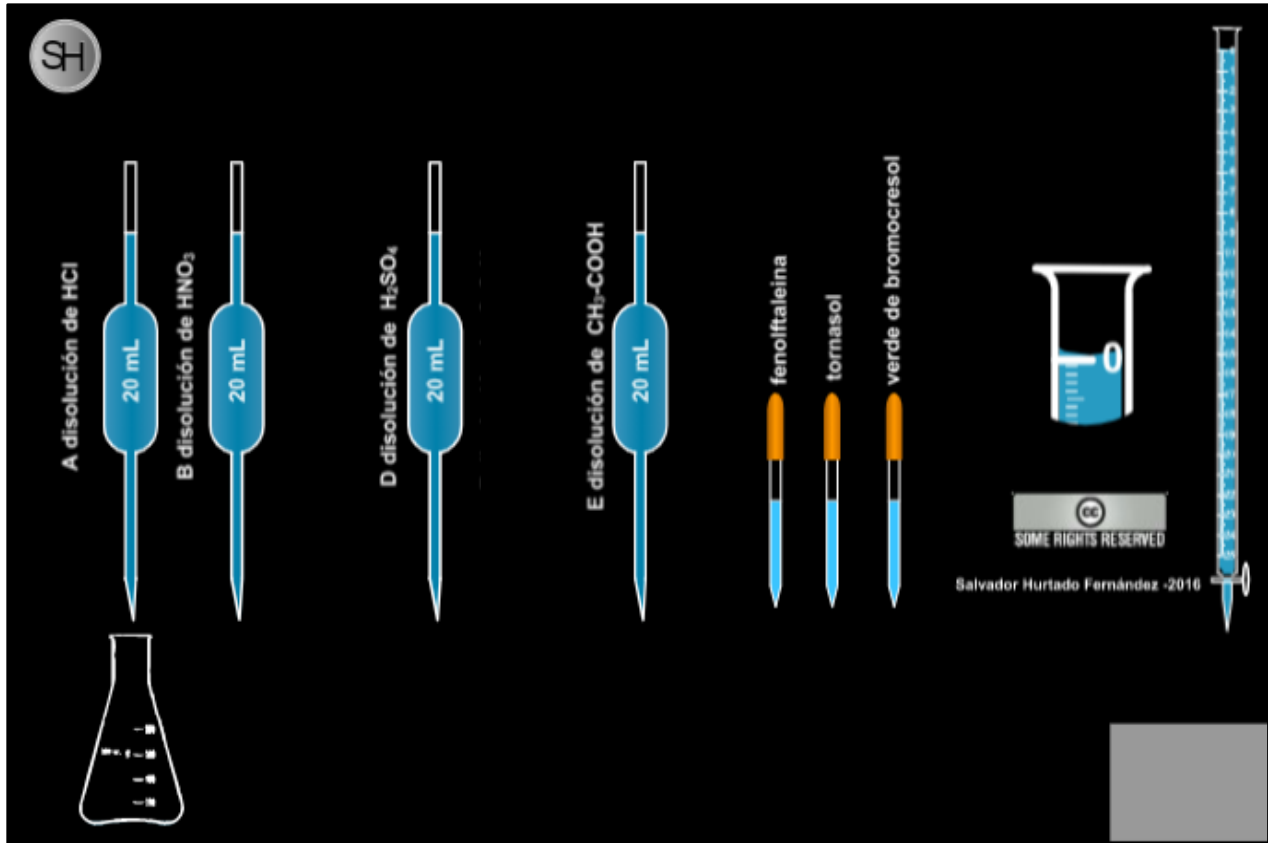 SH
A disolución de HCl
20 mL
B disolución de HNO₃
20 mL
D disolución de H₂SO₄
20 mL
E disolución de CH₃-COOH
20 mL
fenolftaleina
tornasol
verde de bromocresol
0
cc
SOME RIGHTS RESERVED
Salvador Hurtado Fernández -2016